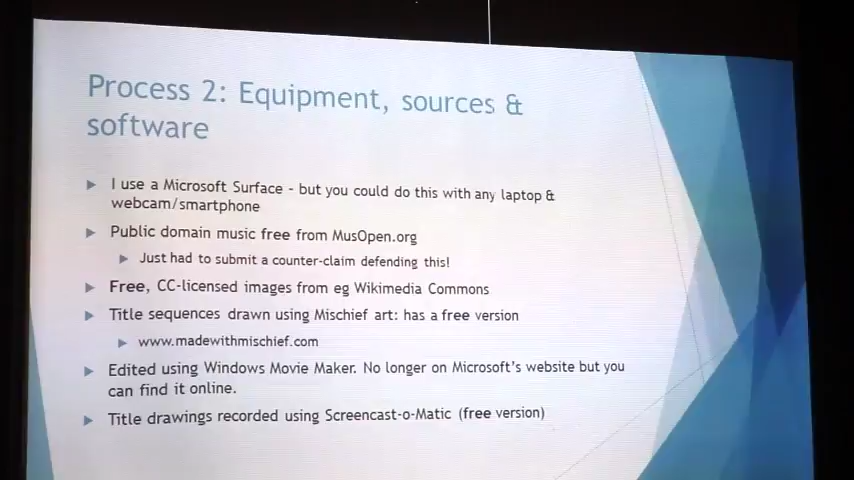 Process 2: Equipment, sources &
software
I use a Microsoft Surface - but you could do this with any laptop &
webcam/smartphone
Public domain music free from MusOpen.org
Just had to submit a counter-claim defending this!
Free, CC-licensed images from eg Wikimedia Commons
Title sequences drawn using Mischief art: has a free version
www.madewithmischief.com
Edited using Windows Movie Maker. No longer on Microsoft's website but you
can find it online.
Title drawings recorded using Screencast-o-Matic (free version)